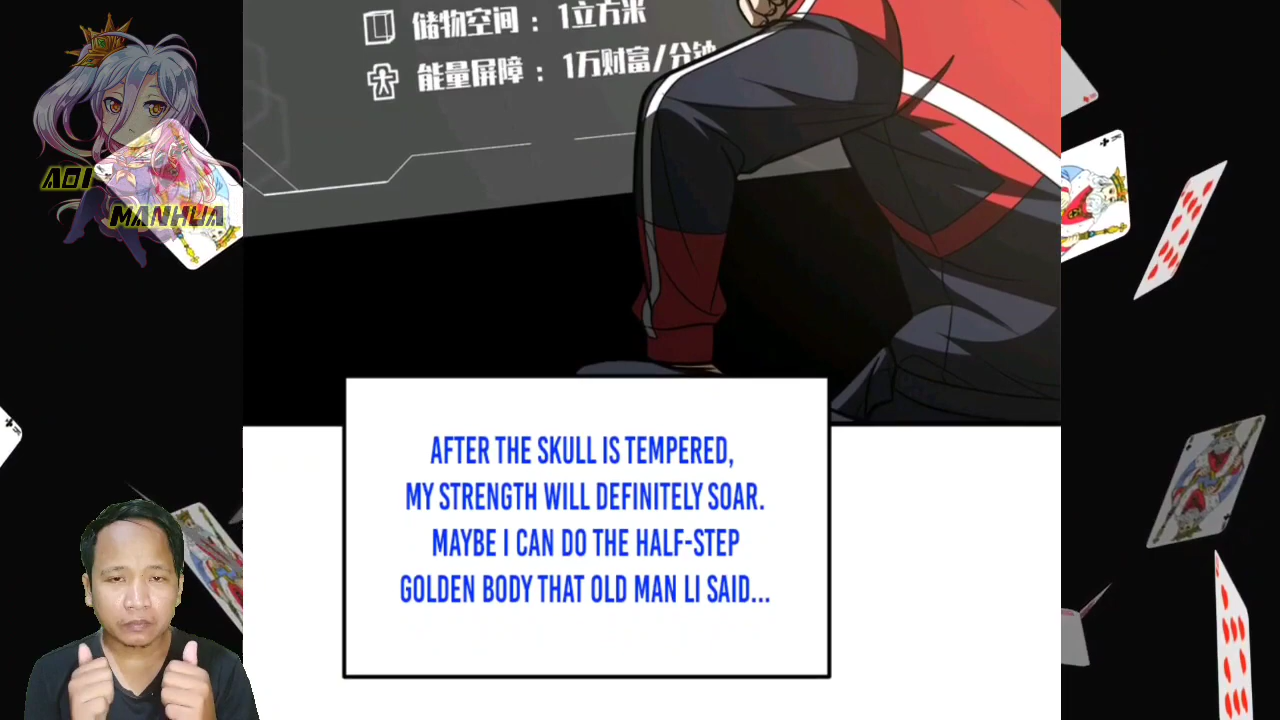 储物空间：1立方米
能量屏障：1万财富/分钟
AOI
MANHUA
AFTER THE SKULL IS TEMPERED,
MY STRENGTH WILL DEFINITELY SOAR.
MAYBE I CAN DO THE HALF-STEP
GOLDEN BODY THAT OLD MAN LI SAID...